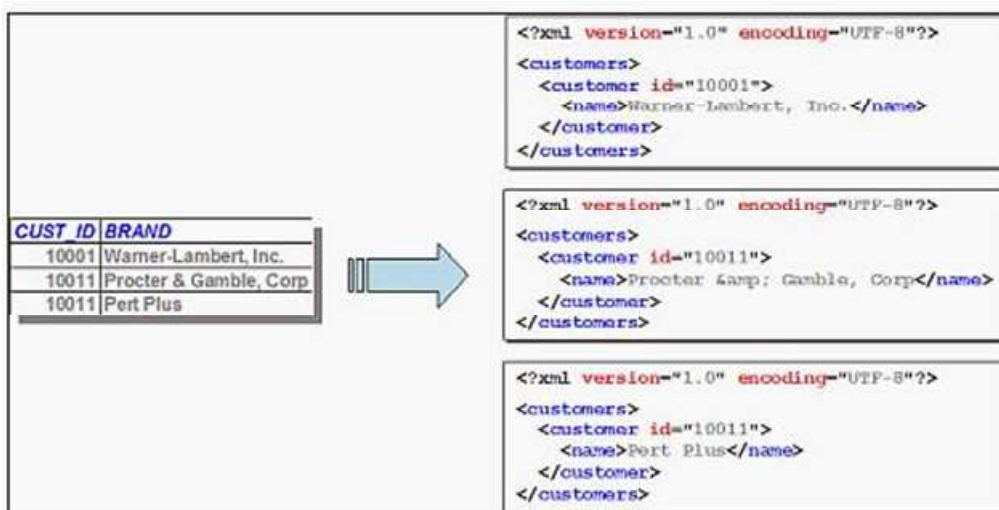 CUST_ID BRAND
10001 Warner-Lambert, Inc.
10011 Procter & Gamble, Corp
10011 Pert Plus
<?xml version="1.0" encoding="UTF-8"?>
<customers>
<customer id="10001">
<name>Warner-Lambert, Inc.</name>
</customer>
</customers>
<?xml version="1.0" encoding="UTF-8"?>
<customers>
<customer id="10011">
<name>Procter &amp; Gamble, Corp</name>
</customer>
</customers>
<?xml version="1.0" encoding="UTF-8"?>
<customers>
<customer id="10011">
<name>Pert Plus</name>
</customer>
</customers>